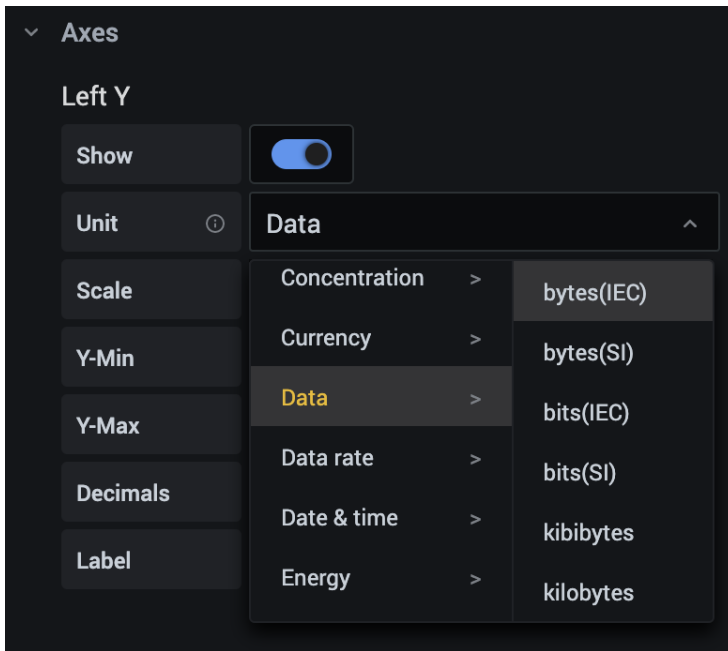 Axes
Left Y
Show
Unit
Data
Scale
Y-Min
Y-Max
Decimals
Label
Concentration >
Currency >
Data >
Data rate >
Date & time >
Energy >
bytes(IEC)
bytes(SI)
bits(IEC)
bits(SI)
kibibytes
kilobytes